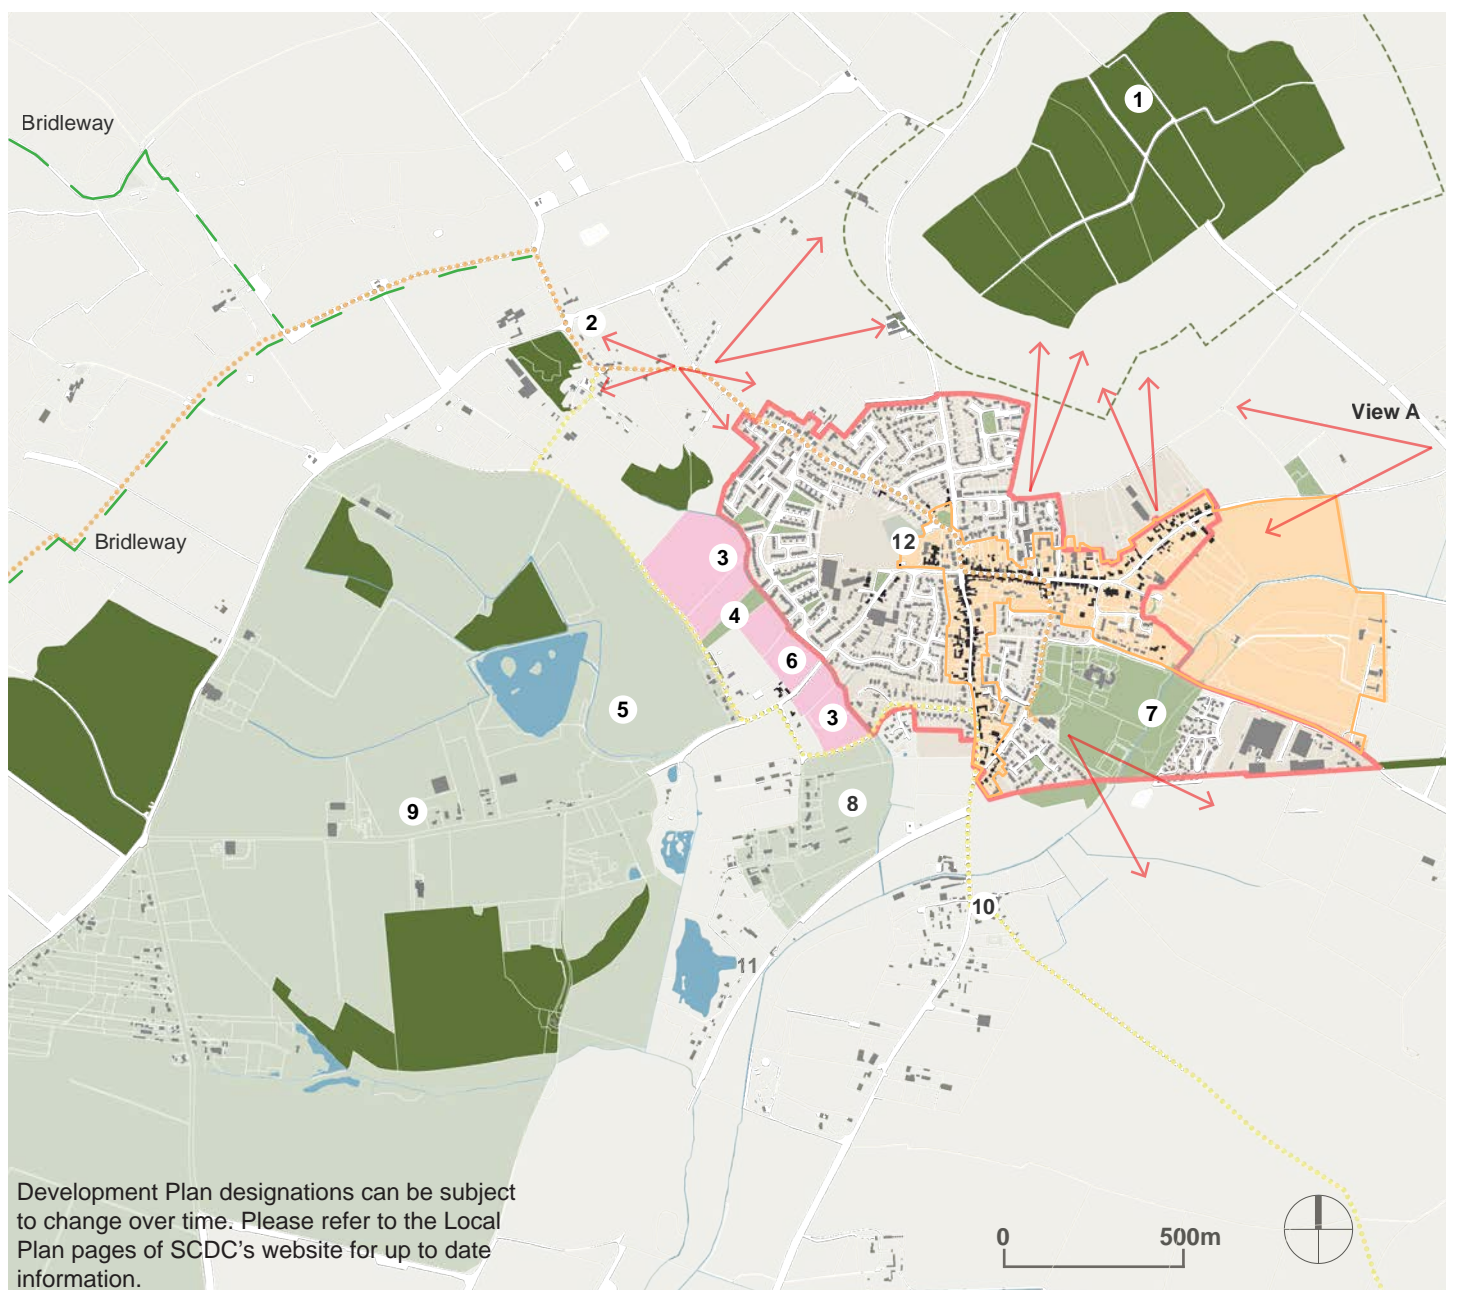 1
Bridleway
2
View A
12
3
Bridleway
4
6
5
3
7
8
9
10
11
Development Plan designations can be subject
to change over time. Please refer to the Local
Plan pages of SCDC's website for up to date
information.
0 500m